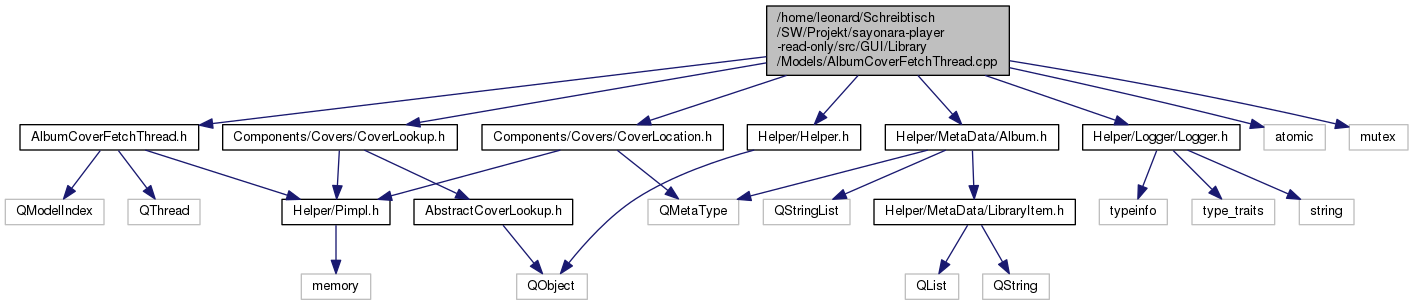 /home/leonard/Schreibtisch
/SW/Projekt/sayonara-player
-read-only/src/GUI/Library
/Models/AlbumCoverFetchThread.cpp
AlbumCoverFetchThread.h
Components/Covers/CoverLookup.h
Components/Covers/CoverLocation.h
Helper/Helper.h
Helper/MetaData/Album.h
Helper/Logger/Logger.h
atomic
mutex
QModelIndex
QThread
Helper/Pimpl.h
AbstractCoverLookup.h
QMetaType
QStringList
Helper/MetaData/LibraryItem.h
typeinfo
type_traits
string
memory
QObject
QList
QString